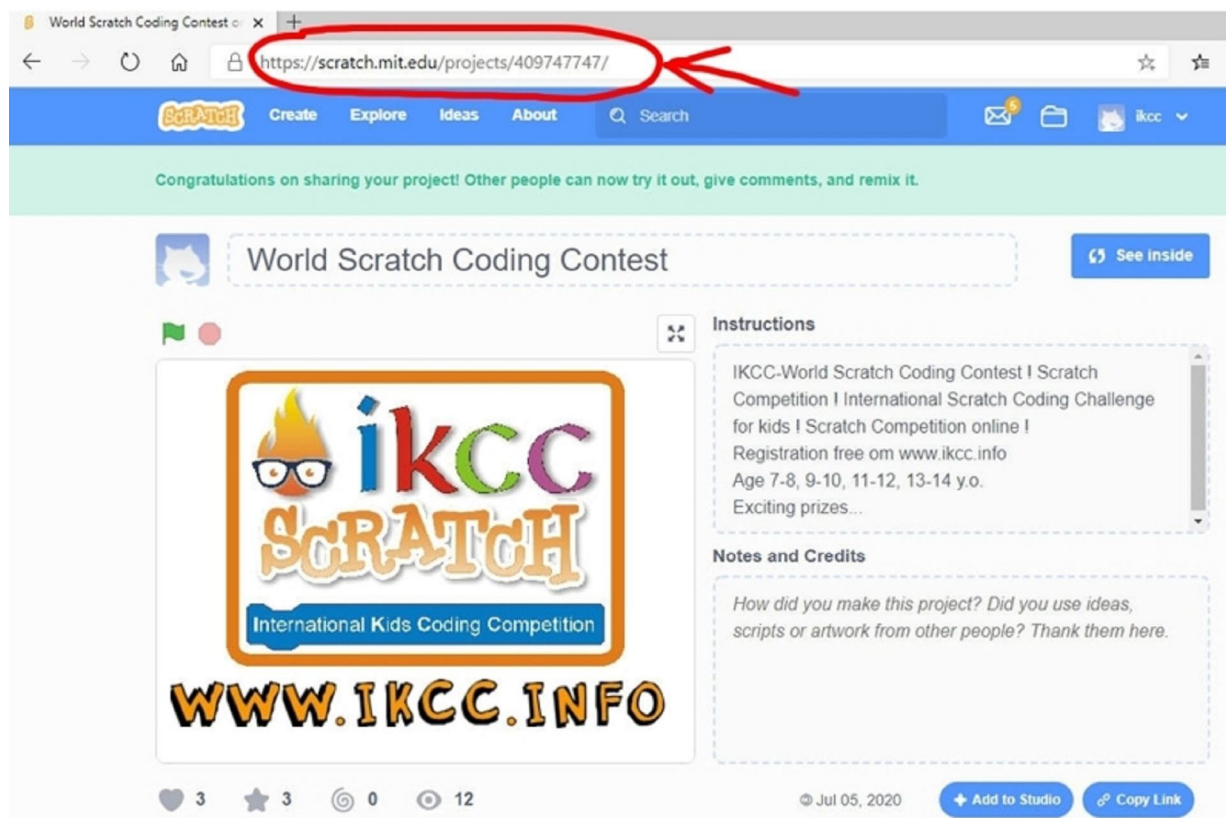 World Scratch Coding Contest o
https://scratch.mit.edu/projects/409747747/
SCRATCH Create Explore Ideas About Search 5 ikcc
Congratulations on sharing your project! Other people can now try it out, give comments, and remix it.
World Scratch Coding Contest
See inside
Instructions
IKCC-World Scratch Coding Contest ! Scratch
Competition ! International Scratch Coding Challenge
for kids ! Scratch Competition online !
Registration free om www.ikcc.info
Age 7-8, 9-10, 11-12, 13-14 y.o.
Exciting prizes...
ikcc
SCRATCH
International Kids Coding Competition
WWW.IKCC.INFO
Notes and Credits
How did you make this project? Did you use ideas,
scripts or artwork from other people? Thank them here.
3 3 0 12
© Jul 05, 2020
Add to Studio
Copy Link